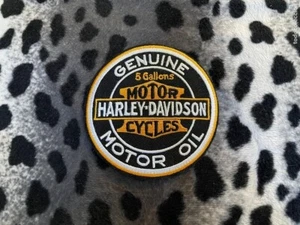 GENUINE
5 Gallons
MOTOR
HARLEY-DAVIDSON
CYCLES
MOTOR OIL